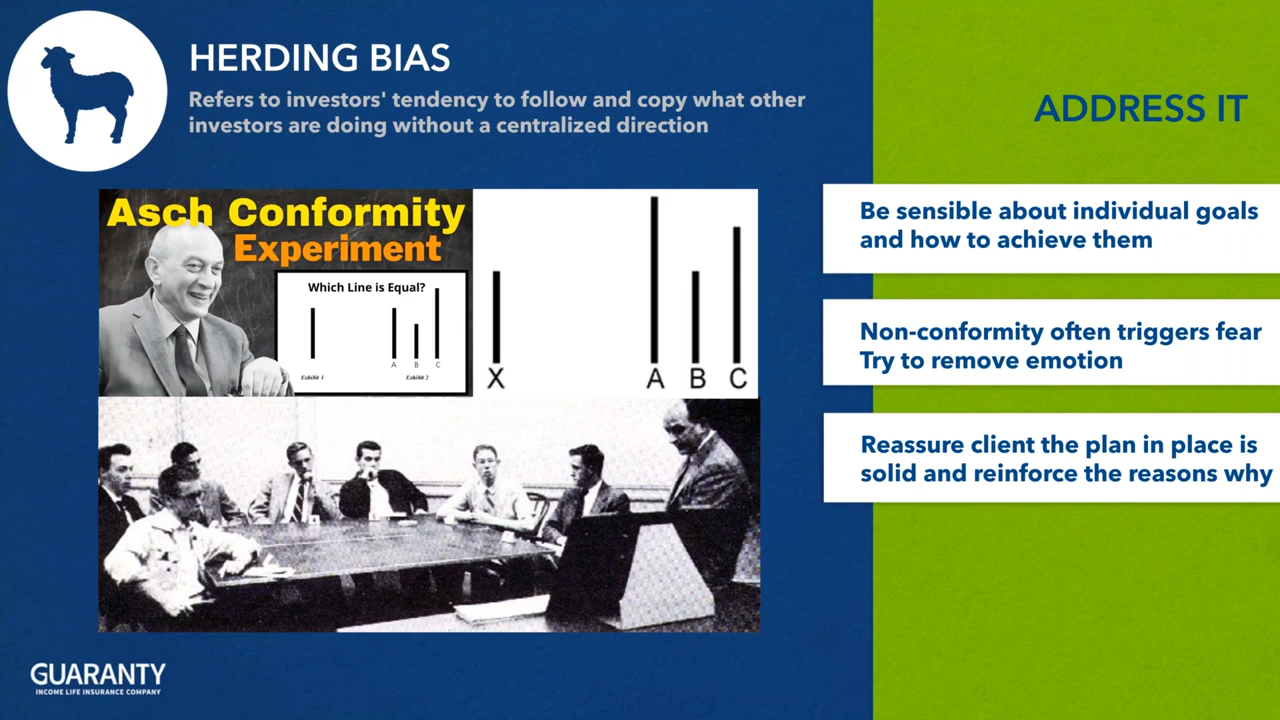 HERDING BIAS
Refers to investors' tendency to follow and copy what other
investors are doing without a centralized direction
ADDRESS IT
Asch Conformity
Experiment
Which Line is Equal?
A
B
C
Exhibit 1
Exhibit 2
X
A
B
C
Be sensible about individual goals
and how to achieve them
Non-conformity often triggers fear
Try to remove emotion
Reassure client the plan in place is
solid and reinforce the reasons why
GUARANTY
INCOME LIFE INSURANCE COMPANY